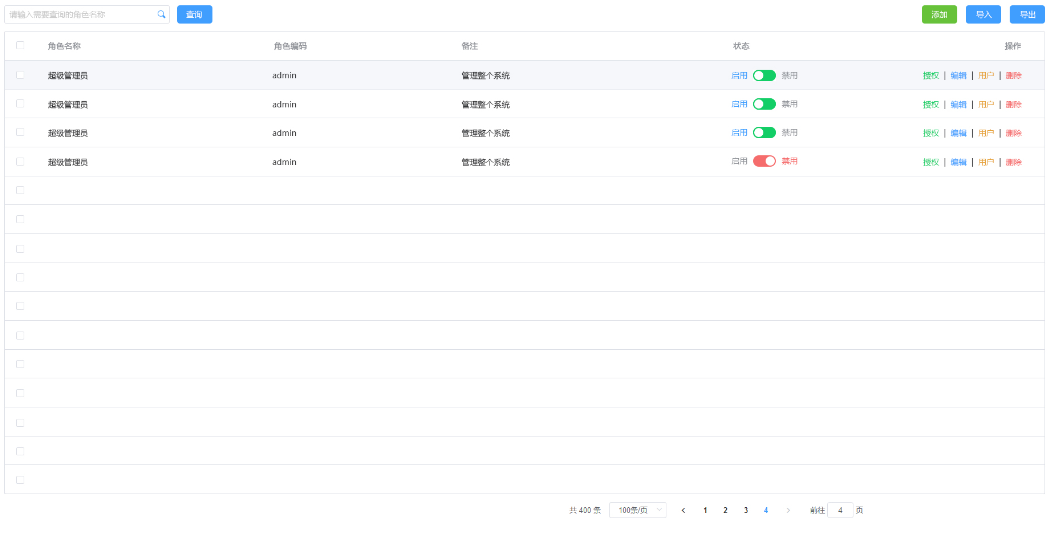 请输入需要查询的角色名称 查询 添加 导入 导出
角色名称 角色编码 备注 状态 操作
超级管理员 admin 管理整个系统 启用 禁用 授权 | 编辑 | 用户 | 删除
超级管理员 admin 管理整个系统 启用 禁用 授权 | 编辑 | 用户 | 删除
超级管理员 admin 管理整个系统 启用 禁用 授权 | 编辑 | 用户 | 删除
超级管理员 admin 管理整个系统 启用 禁用 授权 | 编辑 | 用户 | 删除
共 400 条 100条/页 < 1 2 3 4 > 前往 4 页